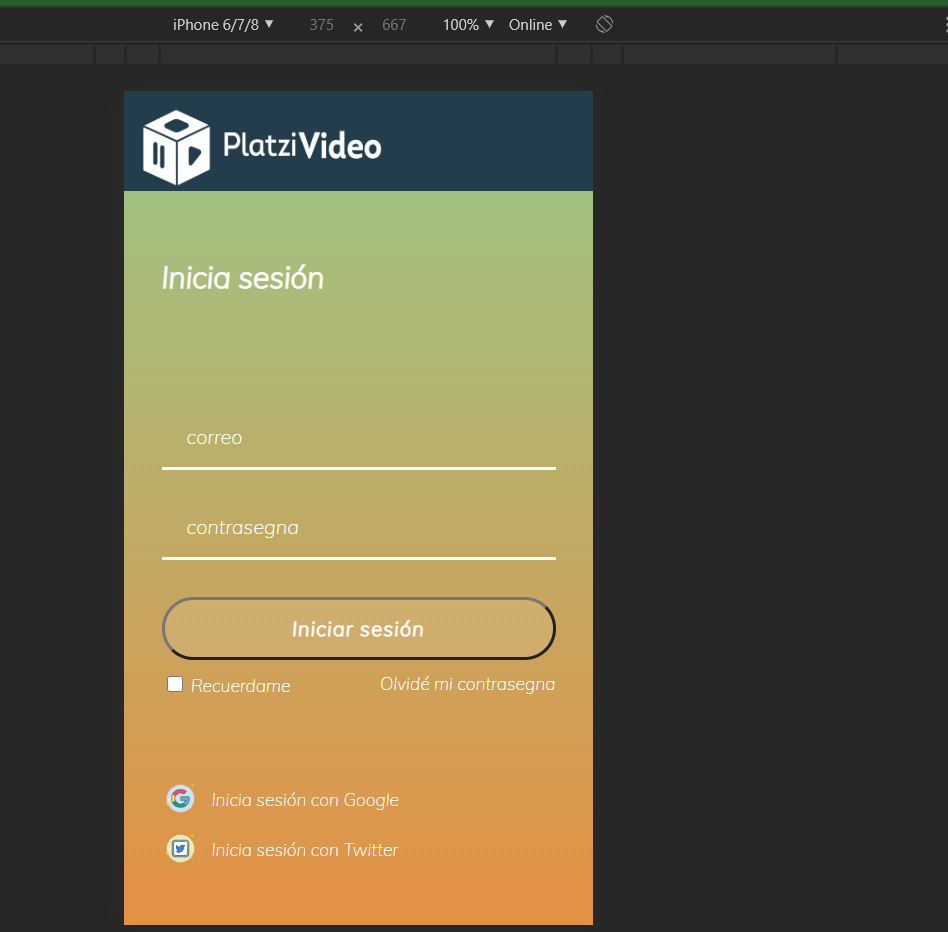 iPhone 6/7/8 ▼ 375 × 667 100% ▼ Online ▼
PlatziVideo
Inicia sesión
correo
contrasegna
Iniciar sesión
Recuerdame Olvidé mi contrasegna
Inicia sesión con Google
Inicia sesión con Twitter